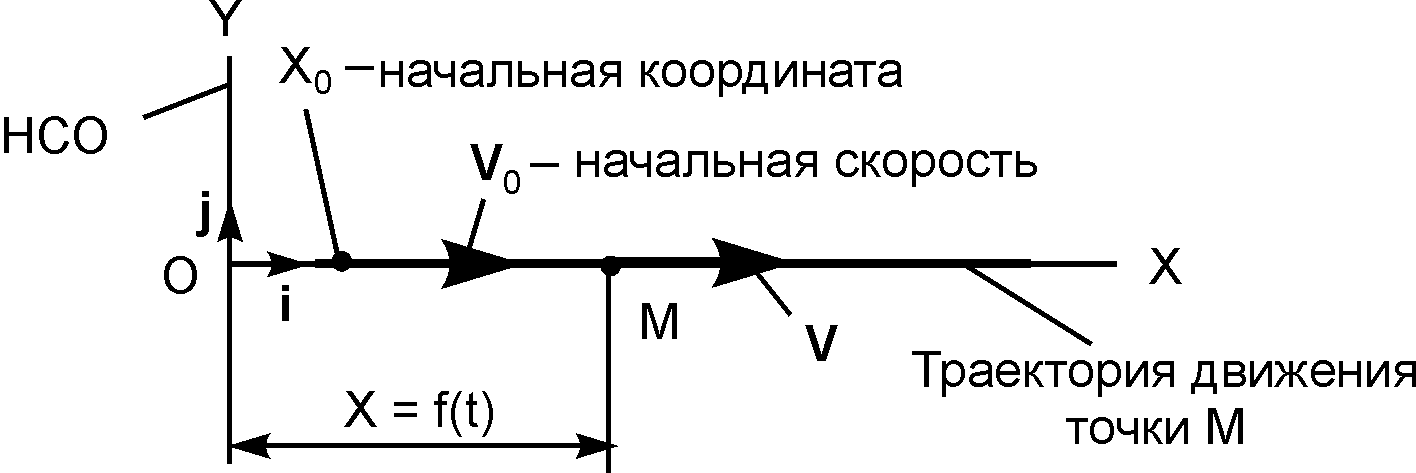 Y
X₀ – начальная координата
НСО
V₀ – начальная скорость
j
O
i
M
X
V
Траектория движения
точки М
X = f(t)